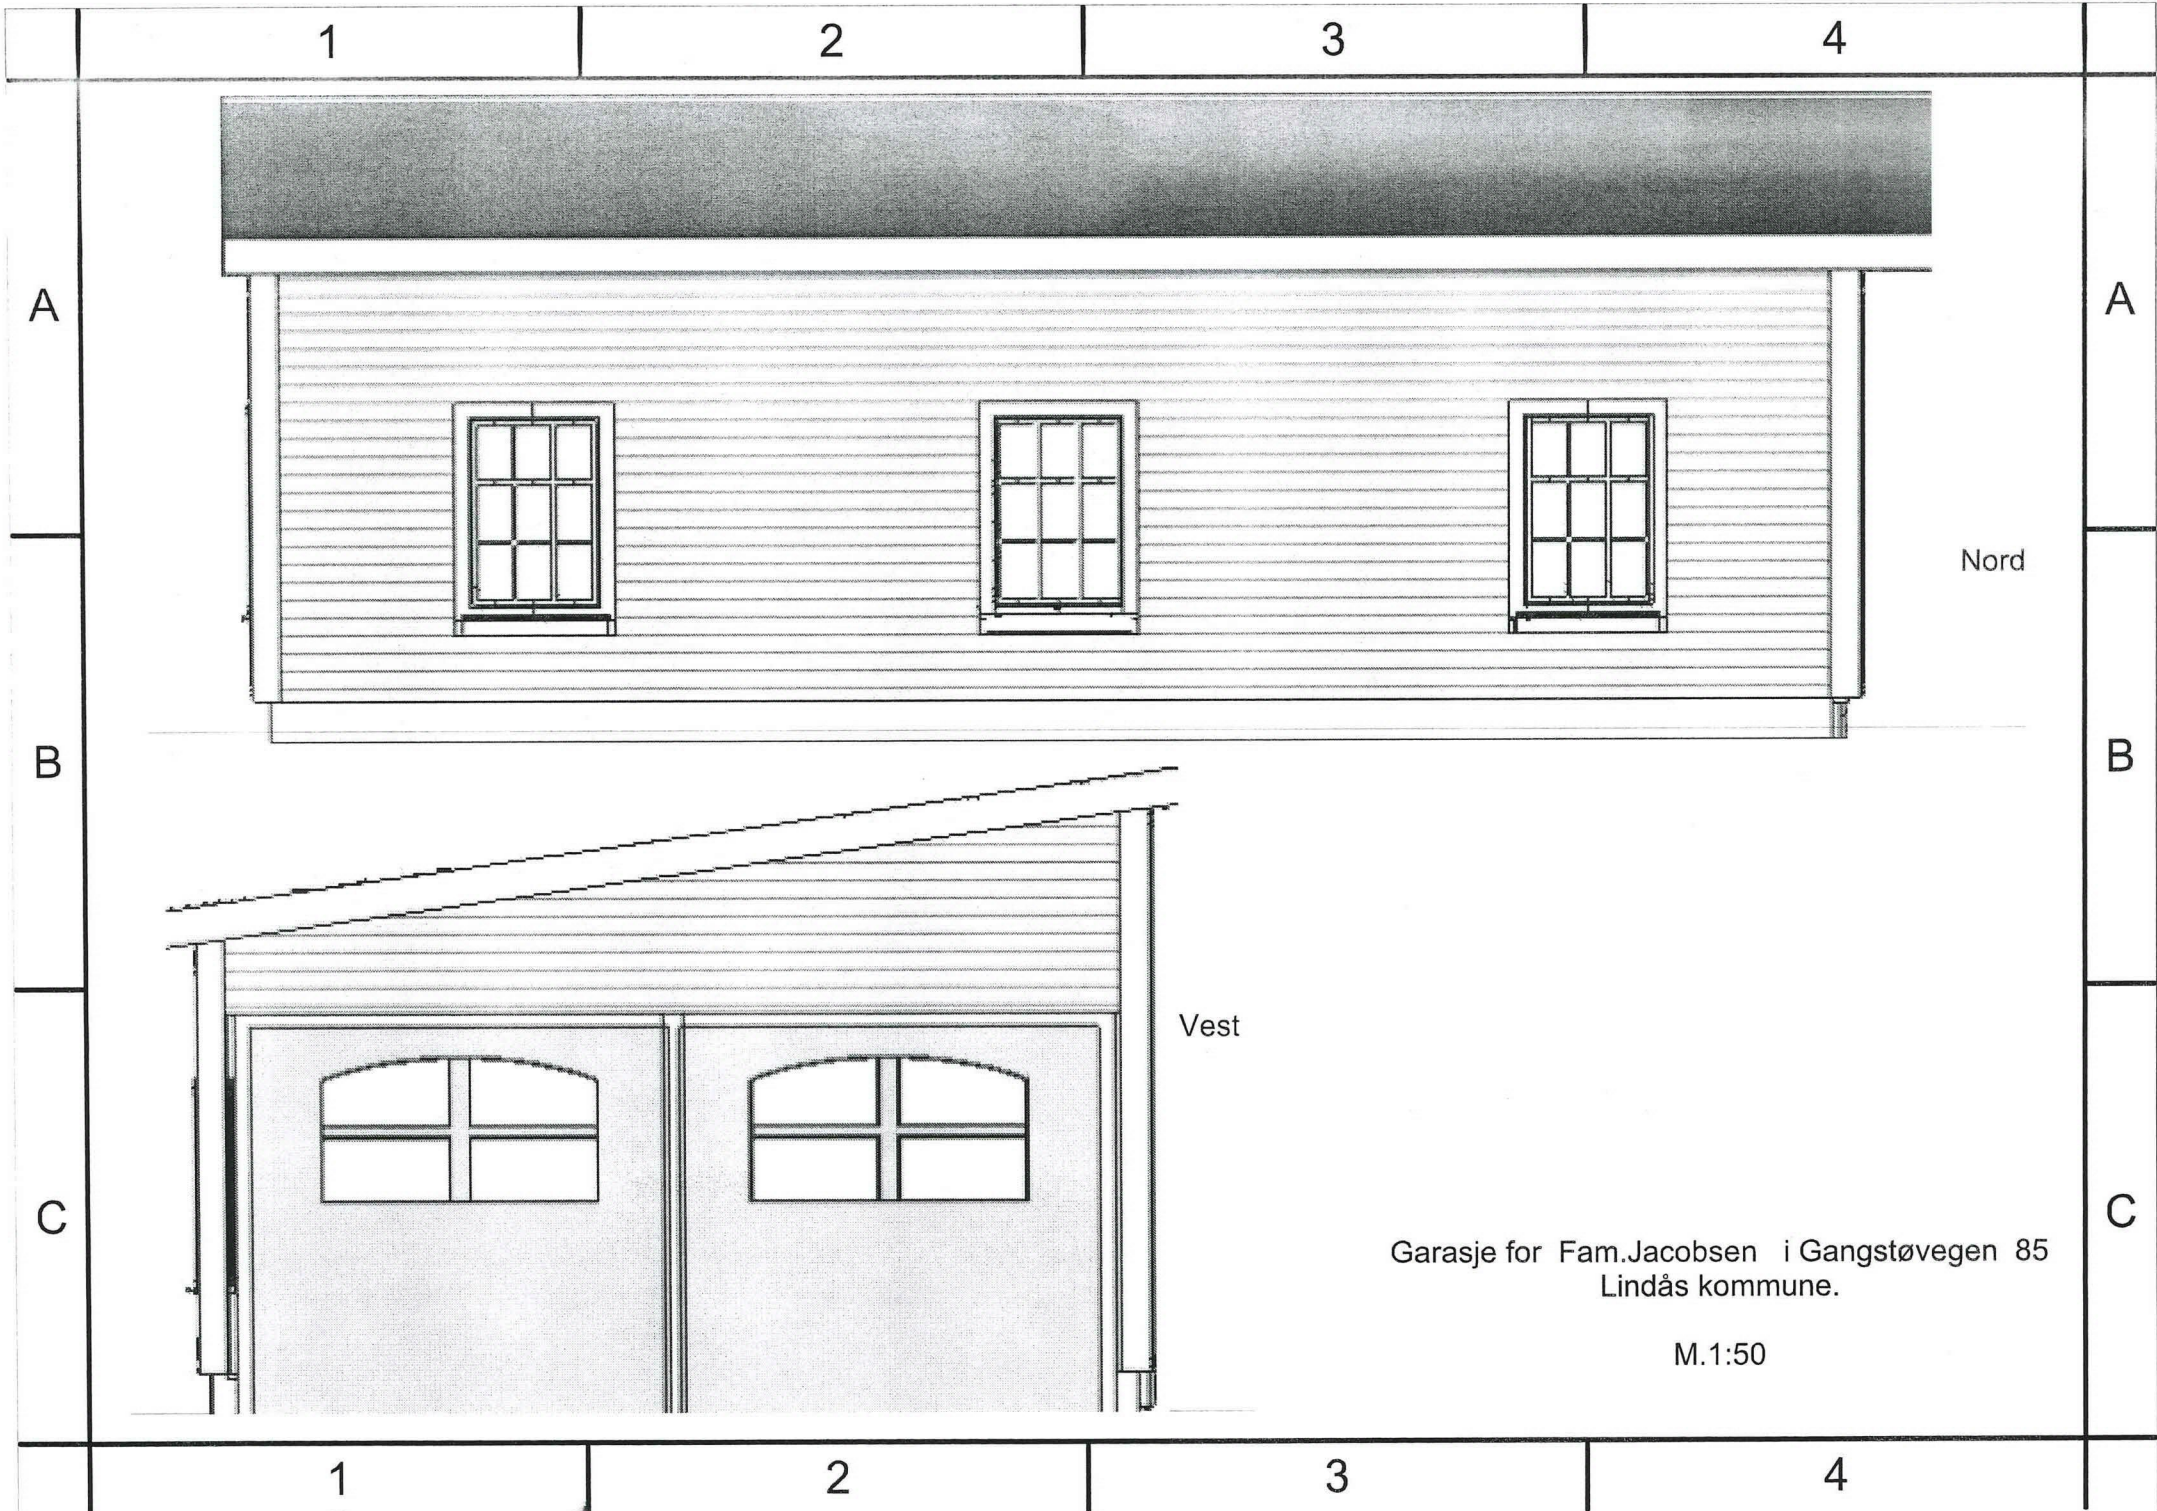 1 2 3 4
A A
Nord
B B
Vest
C C
Garasje for Fam.Jacobsen i Gangstøvegen 85
Lindås kommune.
M.1:50
1 2 3 4